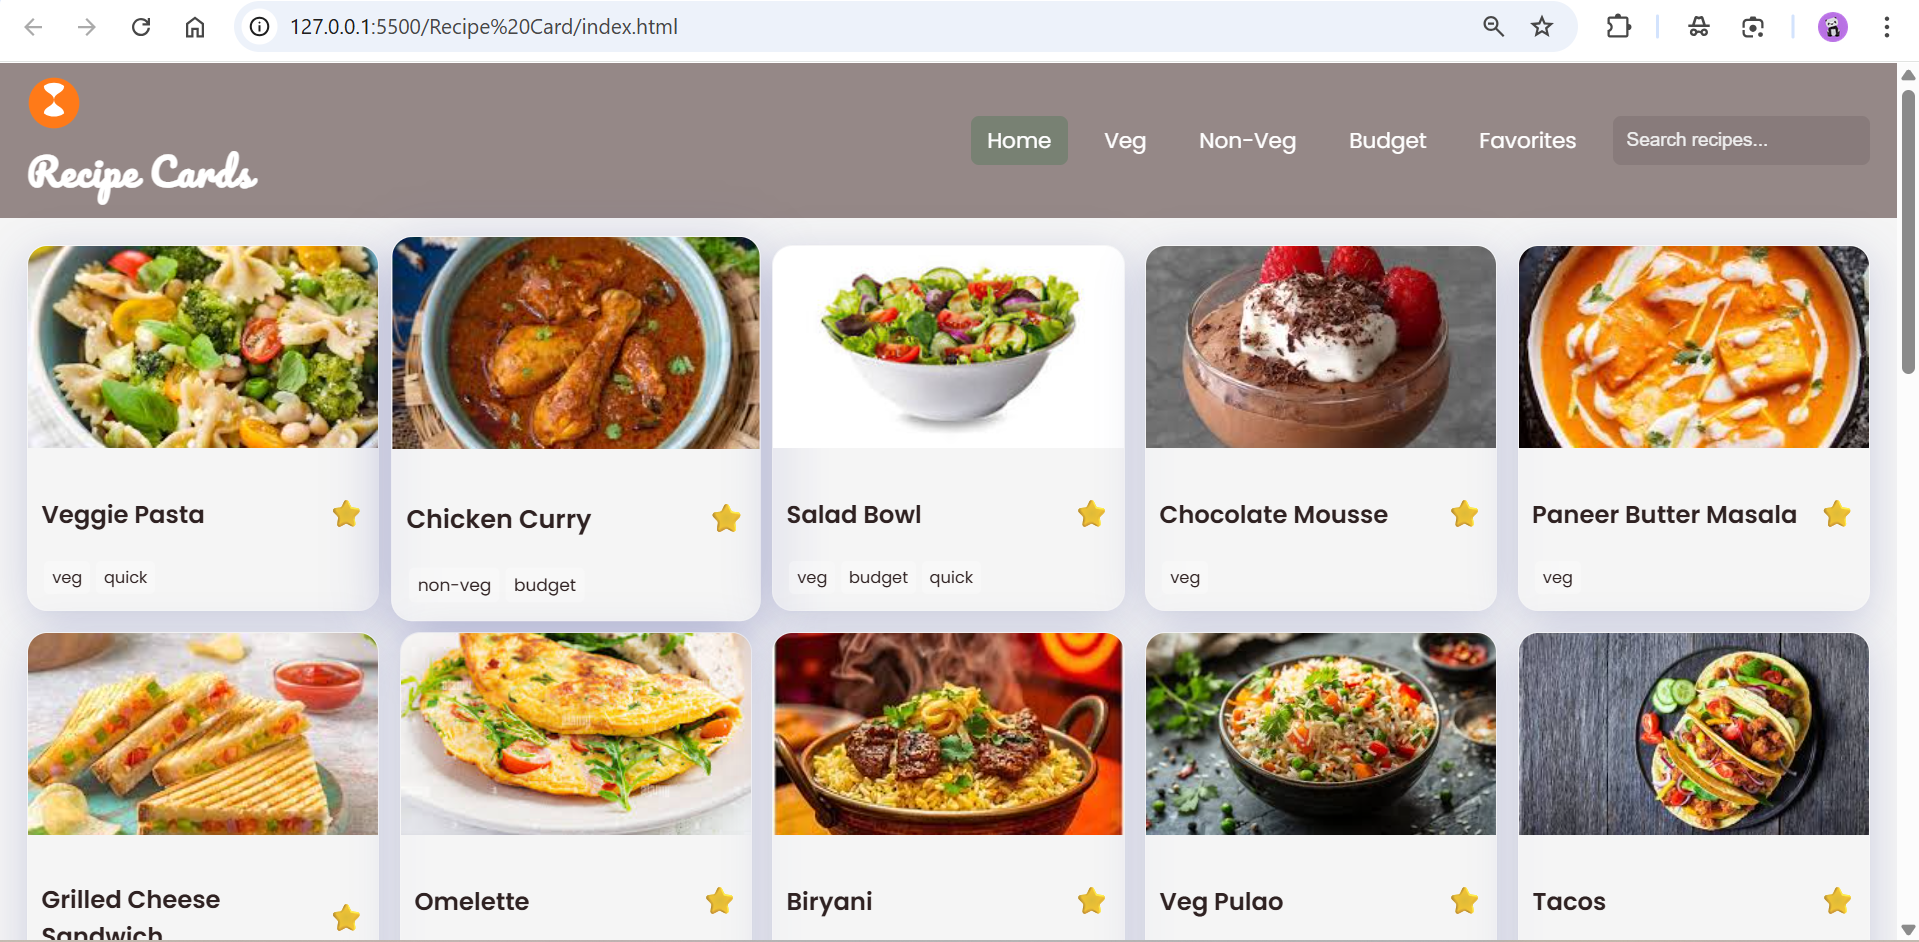 127.0.0.1:5500/Recipe%20Card/index.html
Recipe Cards
Home Veg Non-Veg Budget Favorites Search recipes...
Veggie Pasta
veg quick
Chicken Curry
non-veg budget
Salad Bowl
veg budget quick
Chocolate Mousse
veg
Paneer Butter Masala
veg
Grilled Cheese
Sandwich
Omelette
Biryani
Veg Pulao
Tacos